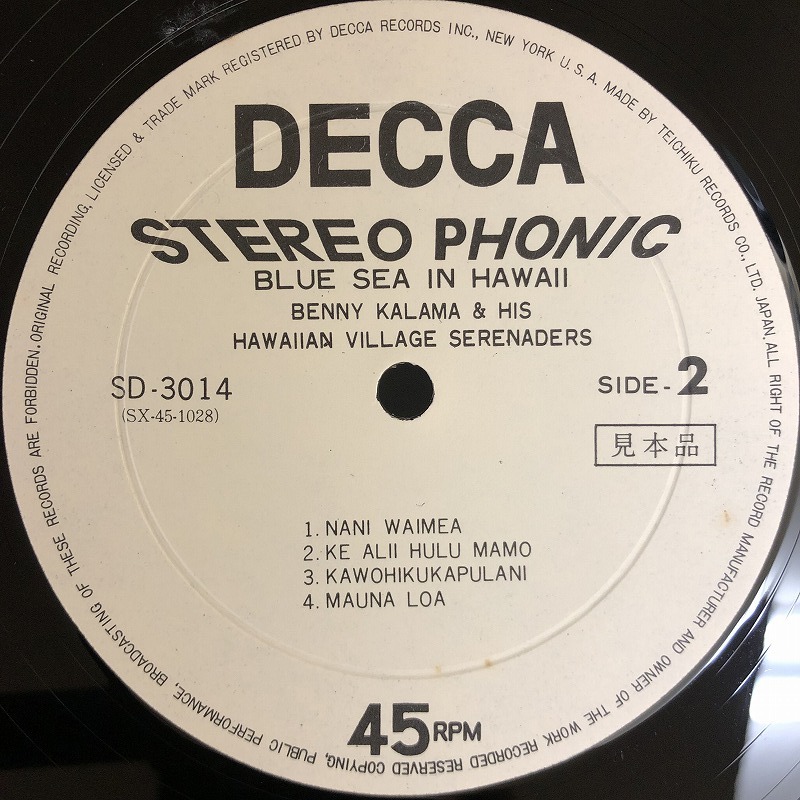 DECCA
STEREO PHONIC
BLUE SEA IN HAWAII
BENNY KALAMA & HIS
HAWAIIAN VILLAGE SERENADERS
SD-3014
(SX-45-1028)
SIDE-2
見本品
1. NANI WAIMEA
2. KE ALII HULU MAMO
3. KAWOHIKUKAPULANI
4. MAUNA LOA
45 RPM
ORIGINAL RECORDING, LICENSED & TRADE MARK REGISTERED BY DECCA RECORDS INC., NEW YORK U.S.A. MADE BY TEICHIKU RECORDS CO., LTD. JAPAN. ALL RIGHT OF THE RECORD MANUFACTURER AND OWNER OF THE WORK RECORDED RESERVED COPYING, PUBLIC PERFORMANCE, BROADCASTING OF THESE RECORDS ARE FORBIDDEN.